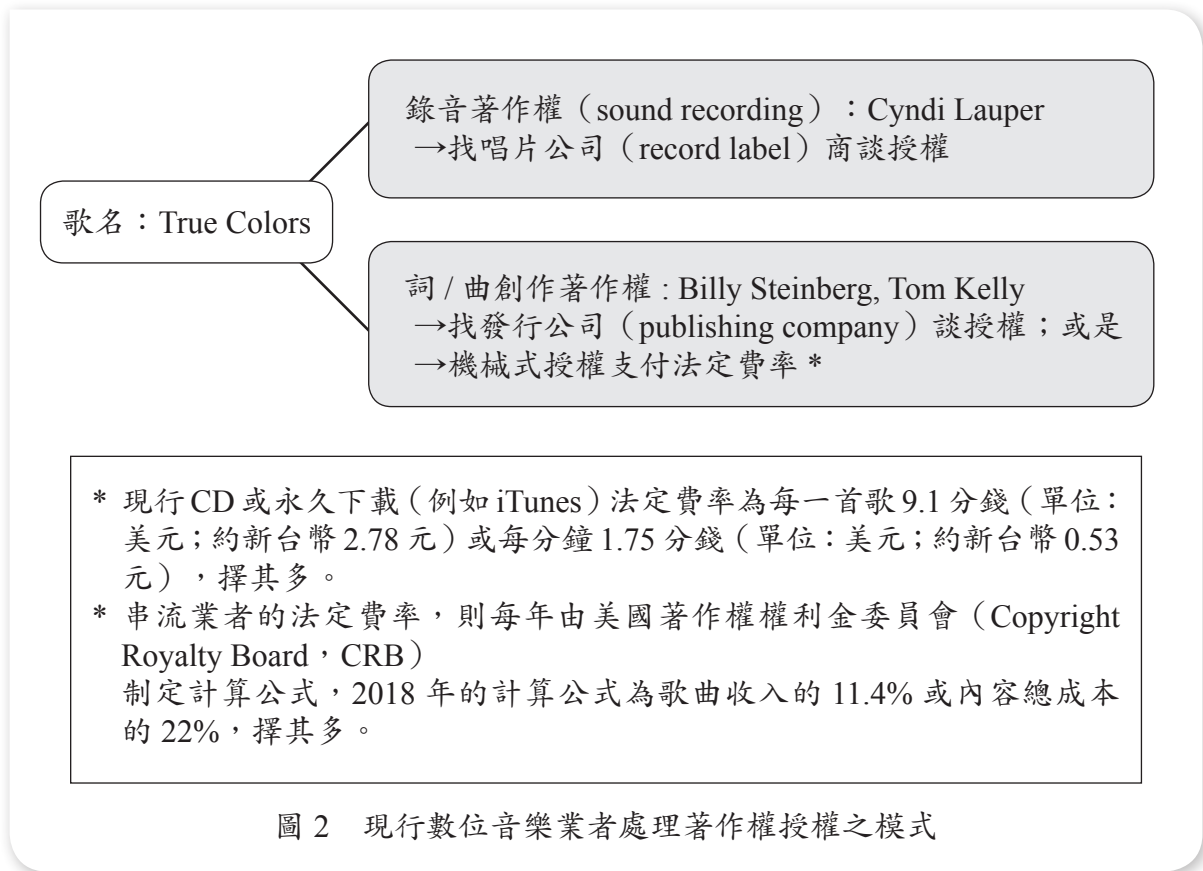 錄音著作權（sound recording）：Cyndi Lauper
→找唱片公司（record label）商談授權
歌名：True Colors
詞 / 曲創作著作權 : Billy Steinberg, Tom Kelly
→找發行公司（publishing company）談授權；或是
→機械式授權支付法定費率 *
* 現行 CD 或永久下載（例如 iTunes）法定費率為每一首歌 9.1 分錢（單位：
美元；約新台幣 2.78 元）或每分鐘 1.75 分錢（單位：美元；約新台幣 0.53
元），擇其多。
* 串流業者的法定費率，則每年由美國著作權權利金委員會（Copyright
Royalty Board，CRB）
制定計算公式，2018 年的計算公式為歌曲收入的 11.4% 或內容總成本
的 22%，擇其多。
圖 2　現行數位音樂業者處理著作權授權之模式